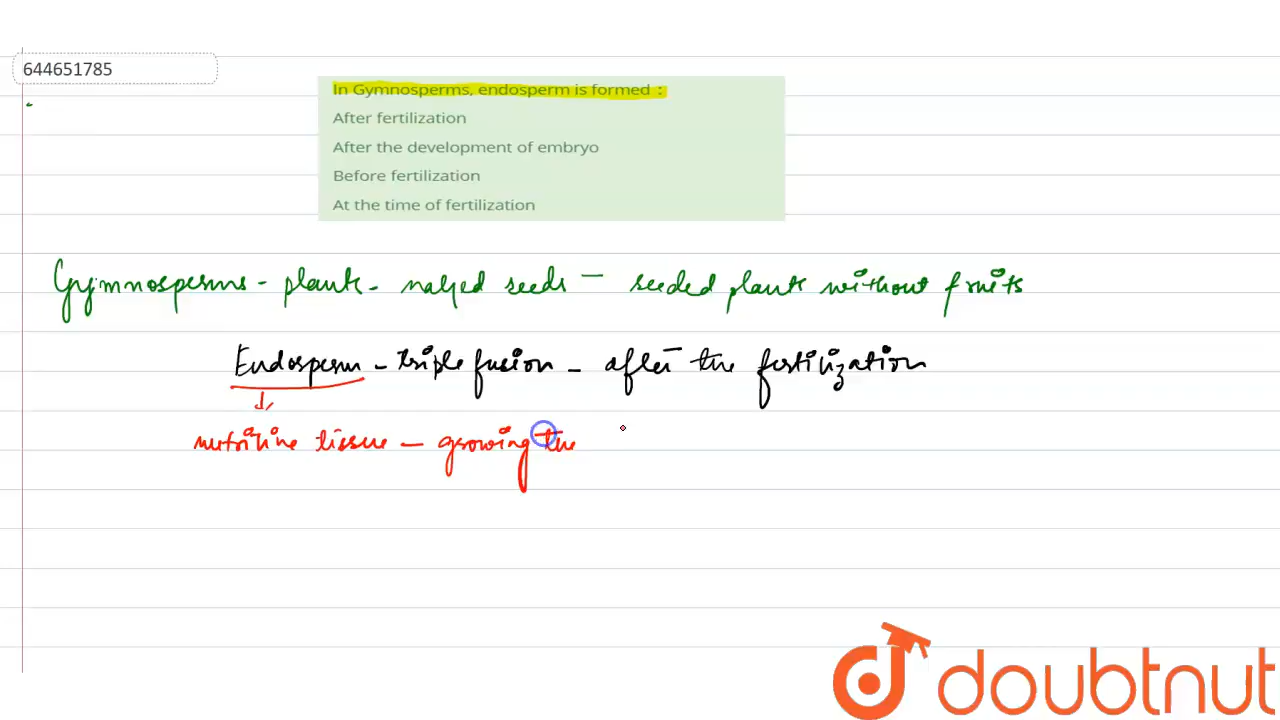 644651785
In Gymnosperms, endosperm is formed :
After fertilization
After the development of embryo
Before fertilization
At the time of fertilization
Gymnosperms - plants - naked seeds - seeded plants without fruits
Endosperm - triple fusion - after the fertilization
nutritive tissue - growing the
doubtnut